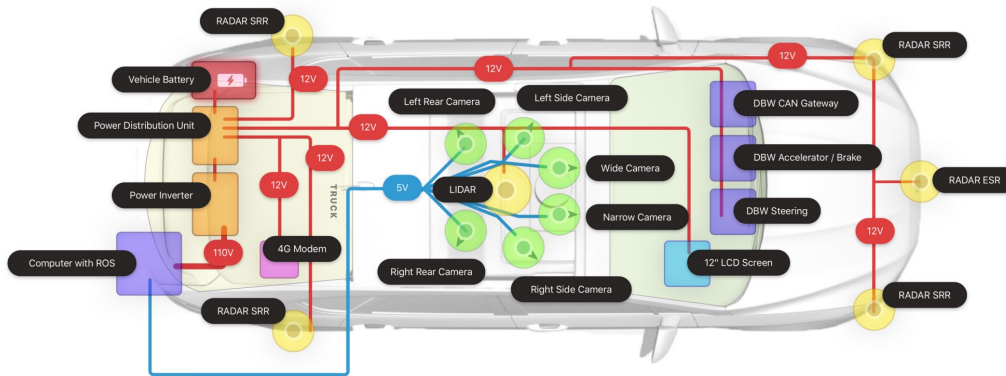 RADAR SRR
12V
RADAR SRR
Vehicle Battery
12V
12V
Left Rear Camera
Left Side Camera
DBW CAN Gateway
Power Distribution Unit
12V
12V
DBW Accelerator / Brake
Wide Camera
12V
5V
LIDAR
RADAR ESR
Power Inverter
TRUCK
Narrow Camera
DBW Steering
12V
110V
4G Modem
Computer with ROS
Right Rear Camera
12" LCD Screen
Right Side Camera
RADAR SRR
RADAR SRR